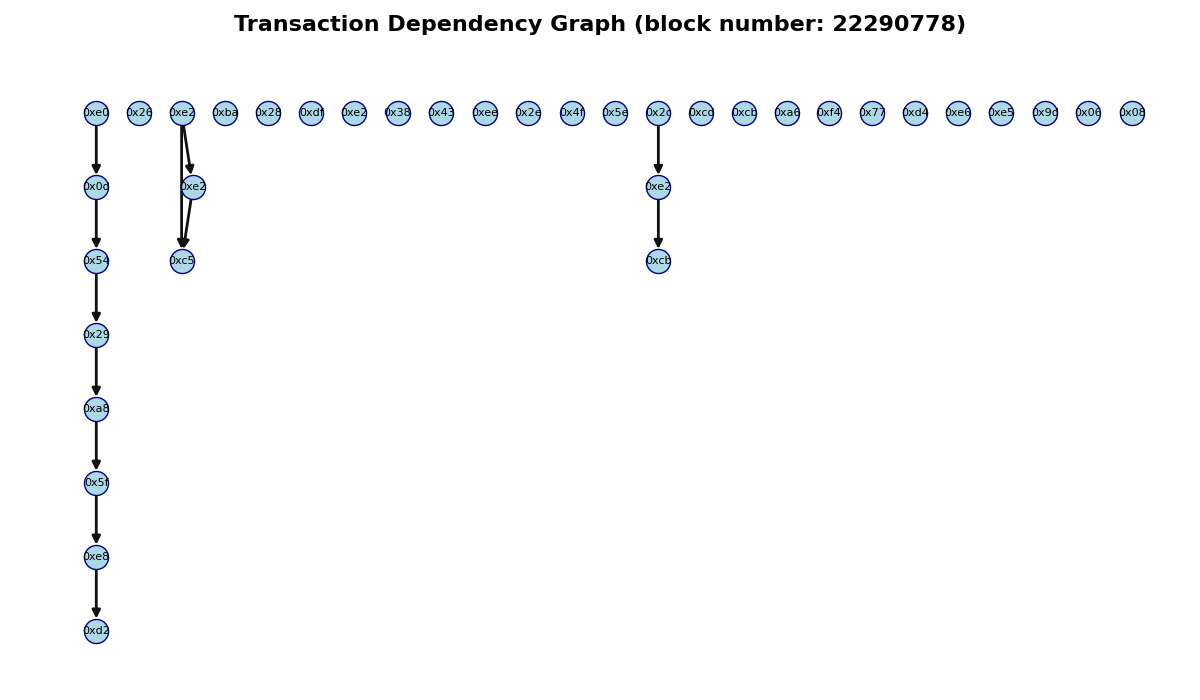 Transaction Dependency Graph (block number: 22290778)
0xe0 0x26 0xe2 0xba 0x28 0xdf 0xe2 0x38 0x43 0xee 0x2e 0x4f 0x5e 0x2c 0xcd 0xcb 0xa6 0xf4 0x77 0xd4 0xe6 0xe5 0x9d 0x06 0x08
0x0d 0xe2 0xe2
0x54 0xc5 0xcb
0x29
0xa8
0x5f
0xe8
0xd2